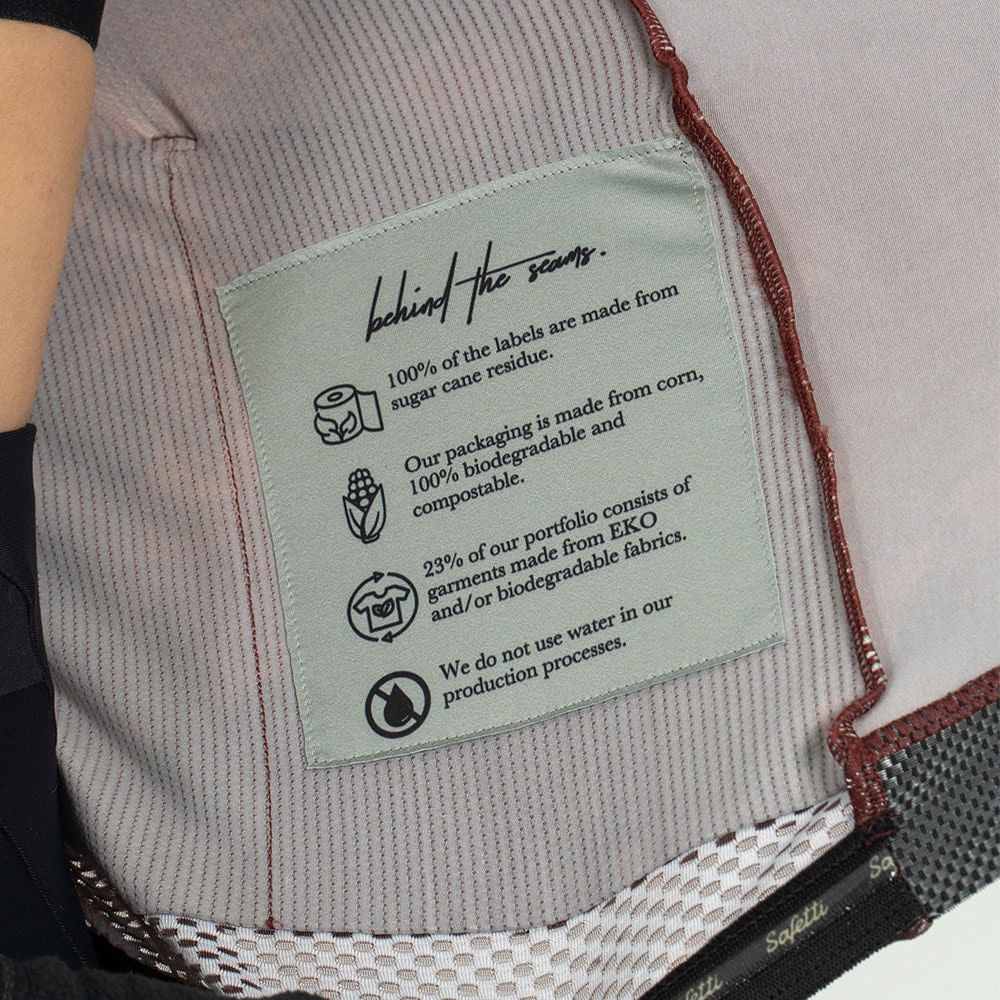 behind the seams.
100% of the labels are made from
sugar cane residue.
Our packaging is made from corn,
100% biodegradable and
compostable.
23% of our portfolio consists of
garments made from EKO
and/or biodegradable fabrics.
We do not use water in our
production processes.
Sa
Safetti
etti